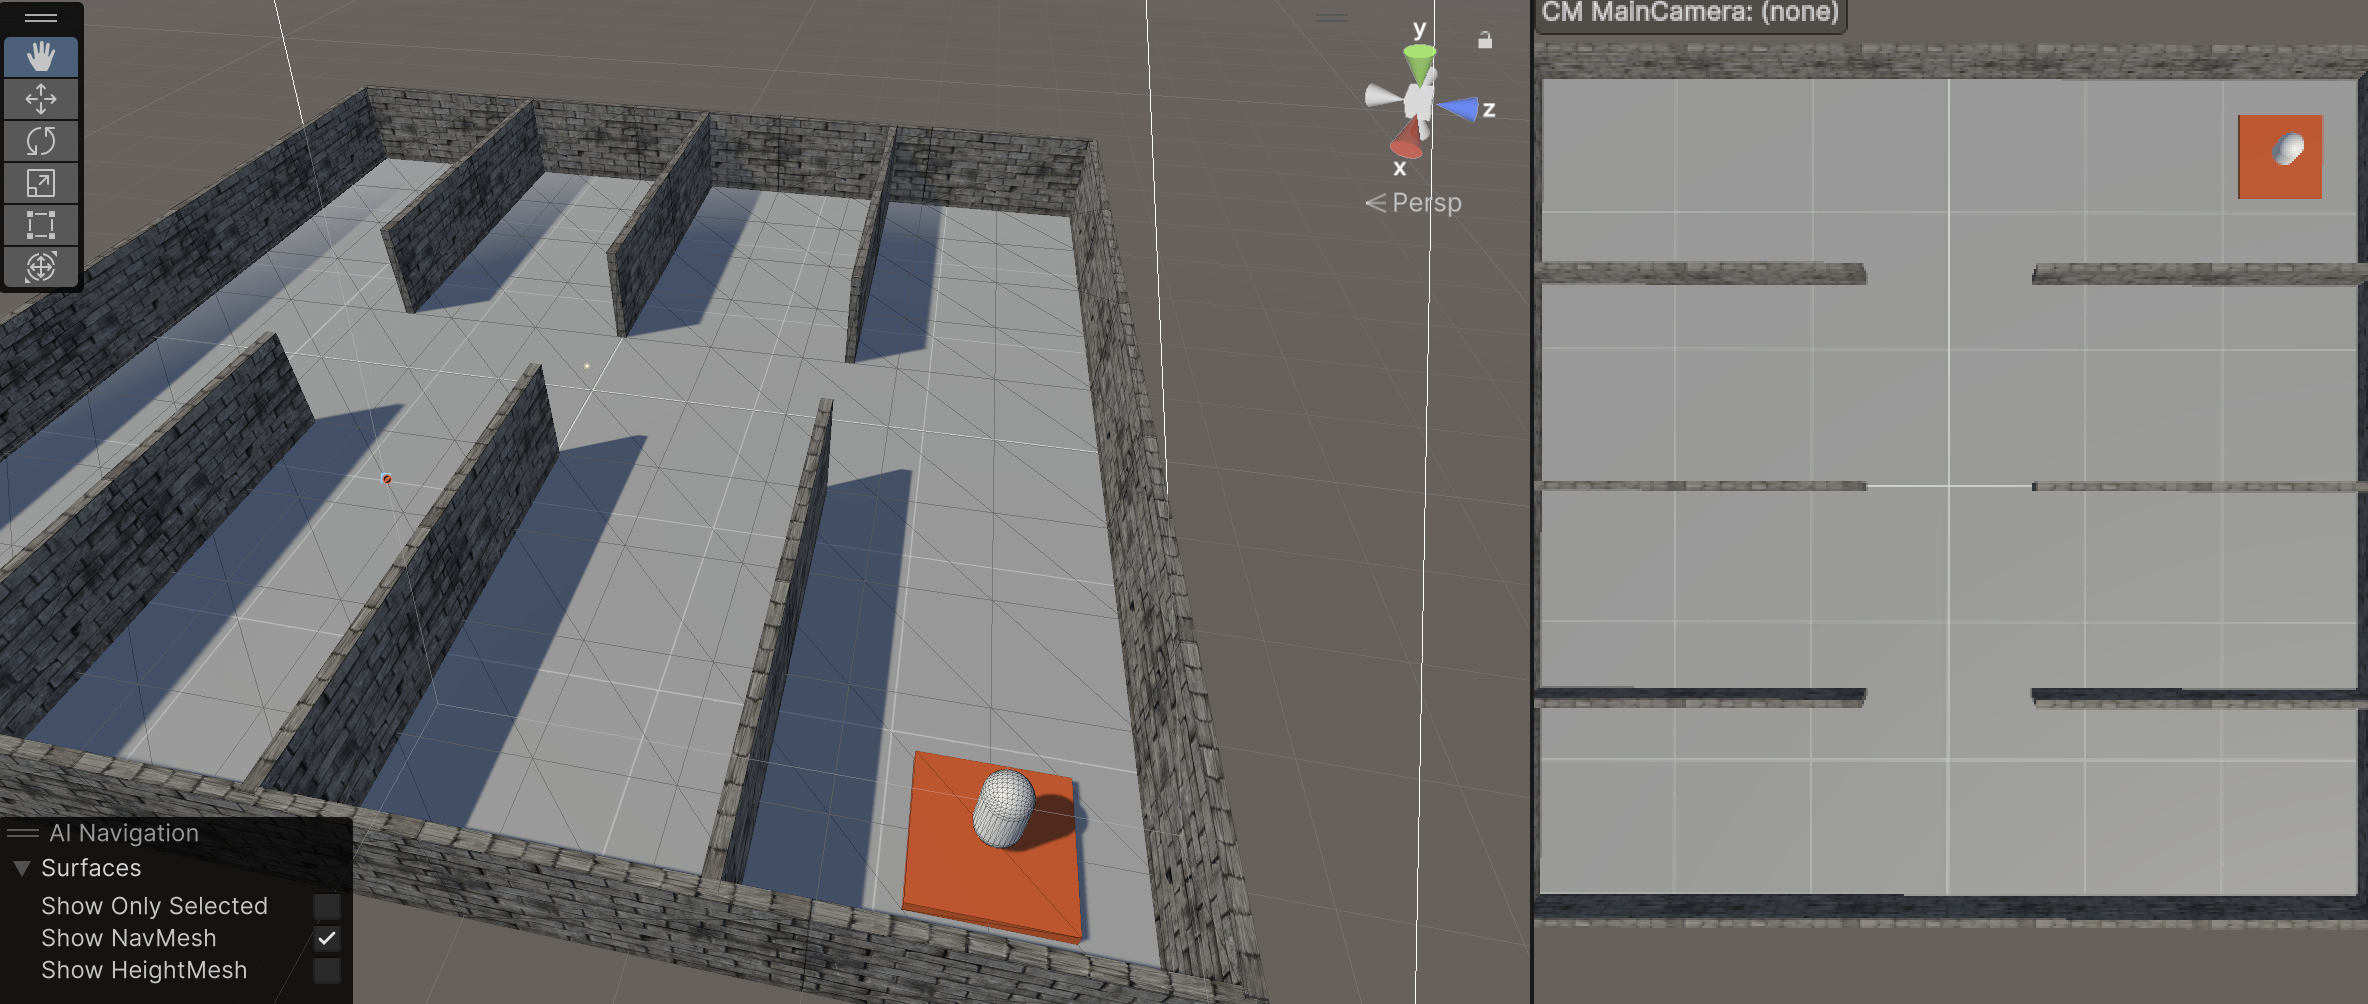 y
z
x
Persp
AI Navigation
Surfaces
Show Only Selected
Show NavMesh
Show HeightMesh
CM MainCamera: (none)